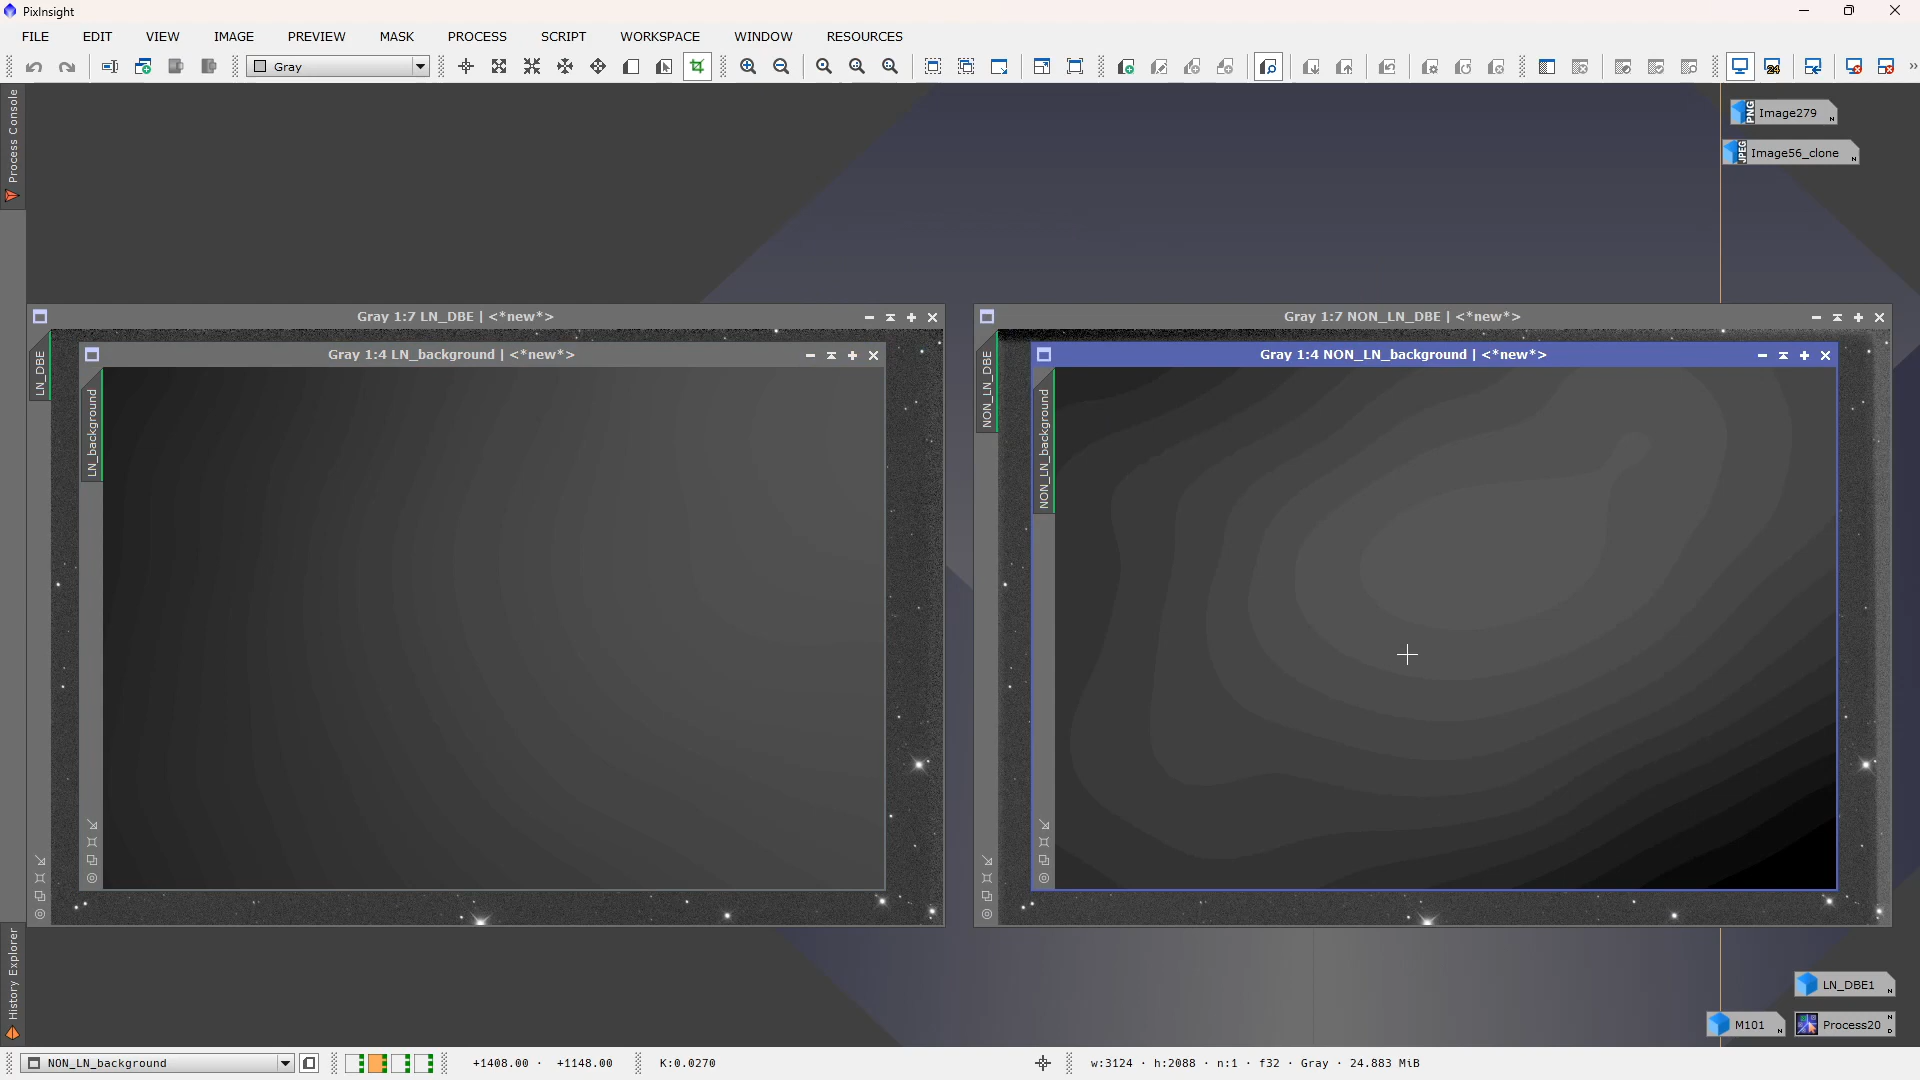 PixInsight
FILE EDIT VIEW IMAGE PREVIEW MASK PROCESS SCRIPT WORKSPACE WINDOW RESOURCES
Gray
24
Process Console
PNG Image279 N
JPEG Image56_clone N
Gray 1:7 LN_DBE | <*new*>
LN_DBE
Gray 1:4 LN_background | <*new*>
LN_background
Gray 1:7 NON_LN_DBE | <*new*>
NON_LN_DBE
Gray 1:4 NON_LN_background | <*new*>
NON_LN_background
History Explorer
LN_DBE1 N
M101 N
Process20 N D
NON_LN_background
+1408.00 · +1148.00
K:0.0270
w:3124 · h:2088 · n:1 · f32 · Gray · 24.883 MiB